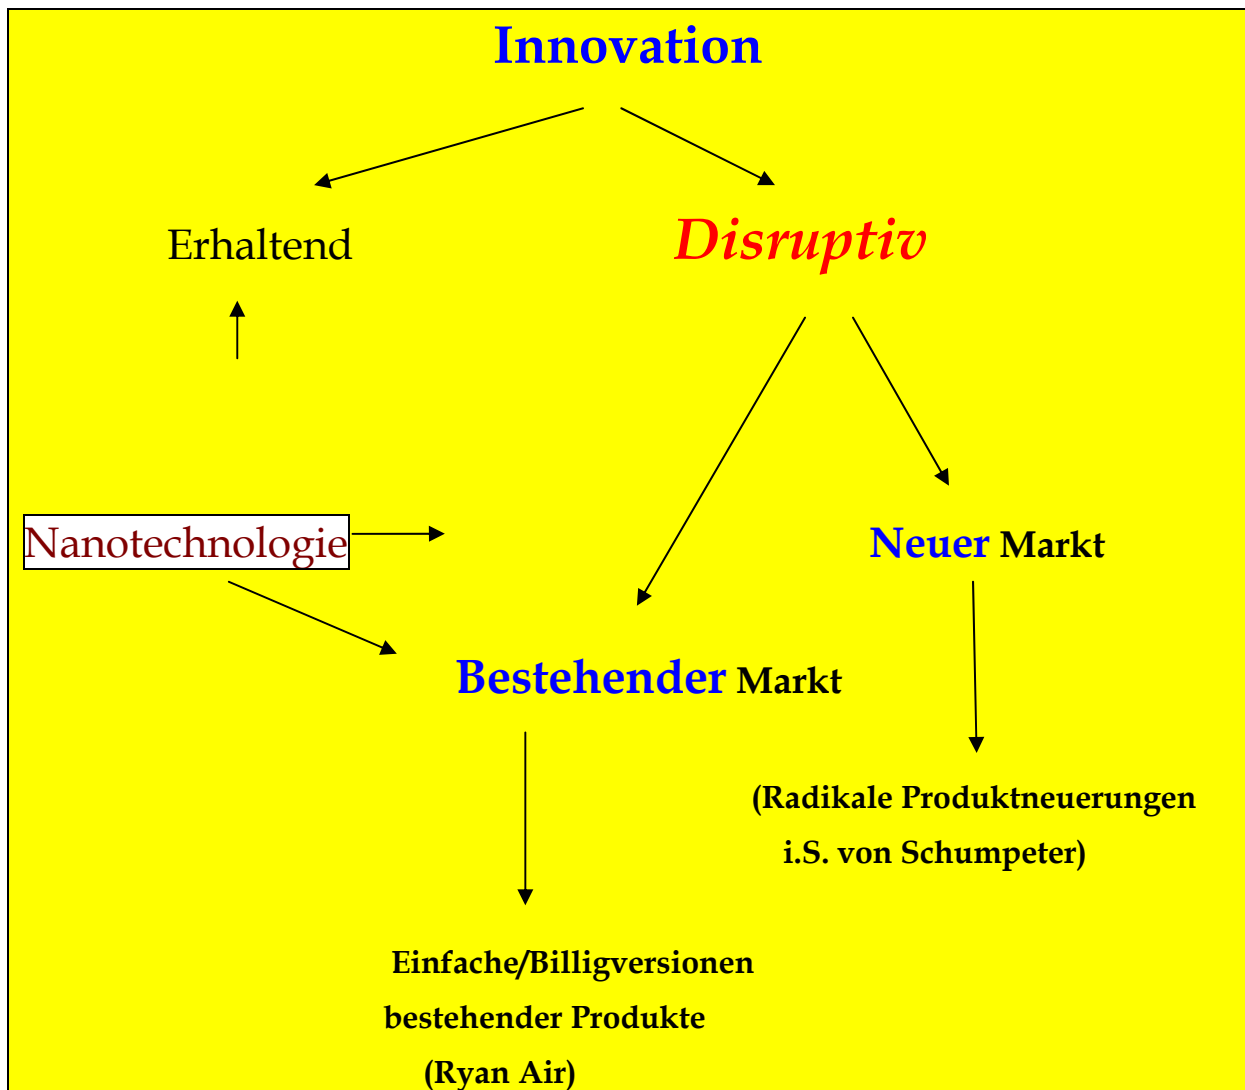 Innovation
Erhaltend
Disruptiv
Nanotechnologie
Neuer Markt
Bestehender Markt
(Radikale Produktneuerungen
i.S. von Schumpeter)
Einfache/Billigversionen
bestehender Produkte
(Ryan Air)